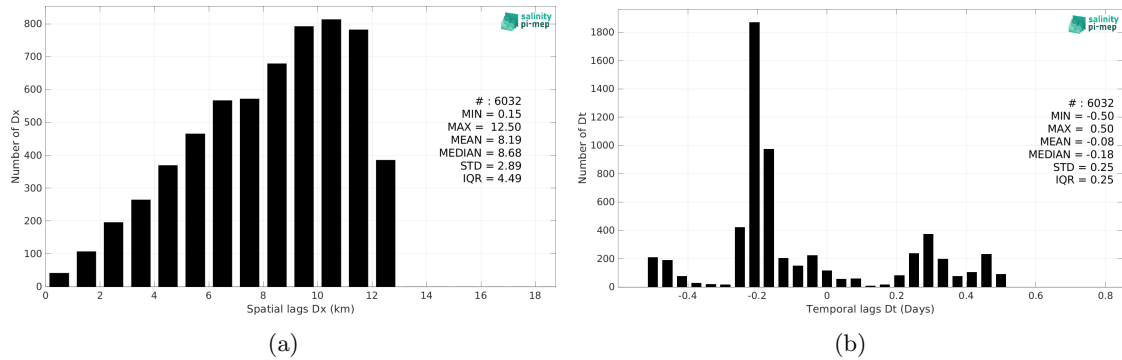 800
700
600
500
400
300
200
100
0
Number of Dx
0 2 4 6 8 10 12 14 16 18
Spatial lags Dx (km)
salinity
pi-mep
# : 6032
MIN = 0.15
MAX = 12.50
MEAN = 8.19
MEDIAN = 8.68
STD = 2.89
IQR = 4.49
(a)
1800
1600
1400
1200
1000
800
600
400
200
0
Number of Dt
-0.4 -0.2 0 0.2 0.4 0.6 0.8
Temporal lags Dt (Days)
salinity
pi-mep
# : 6032
MIN = -0.50
MAX = 0.50
MEAN = -0.08
MEDIAN = -0.18
STD = 0.25
IQR = 0.25
(b)